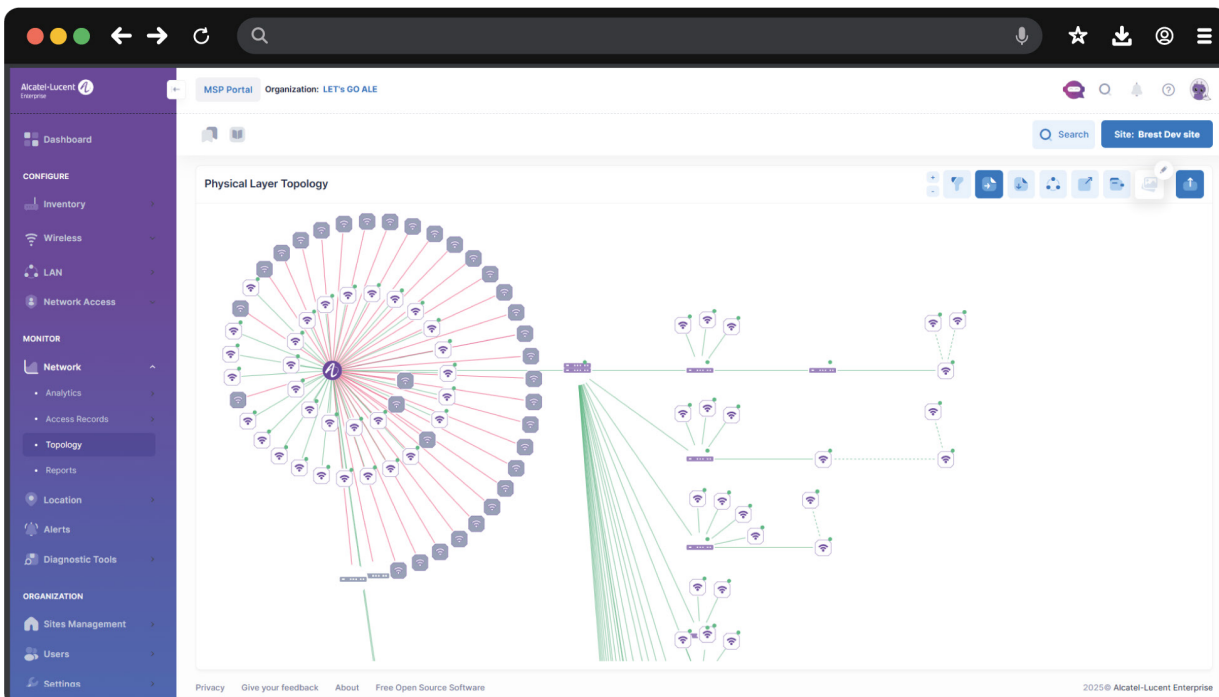 Alcatel-Lucent
Enterprise
MSP Portal Organization: LET's GO ALE
Dashboard
CONFIGURE
Inventory
Wireless
LAN
Network Access
MONITOR
Network
Analytics
Access Records
Topology
Reports
Location
Alerts
Diagnostic Tools
ORGANIZATION
Sites Management
Users
Settings
Search
Site: Brest Dev site
Physical Layer Topology
+
-
Privacy Give your feedback About Free Open Source Software
2025© Alcatel-Lucent Enterprise